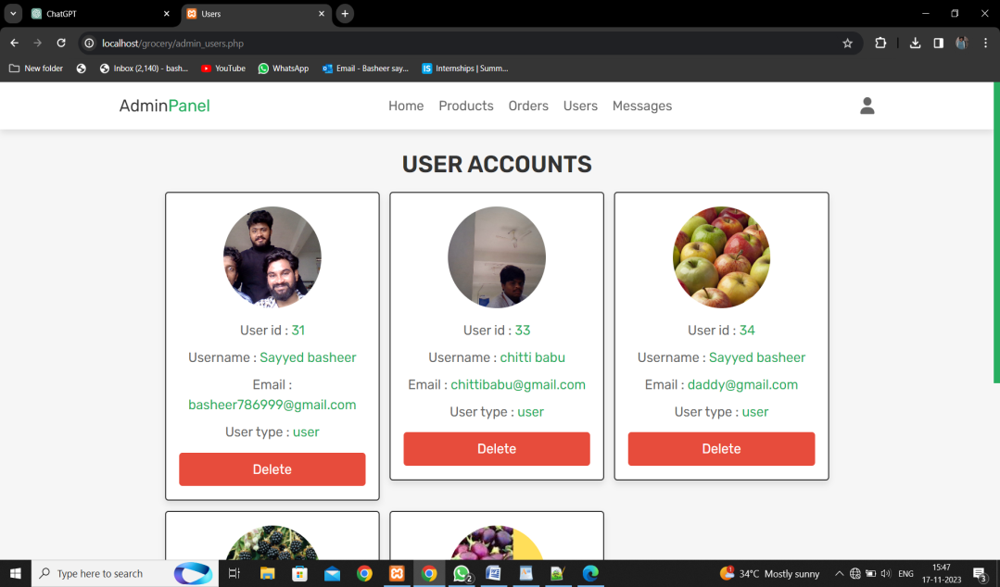 ChatGPT
Users
localhost/grocery/admin_users.php
New folder
Inbox (2,140) - bash...
YouTube
WhatsApp
Email - Basheer say...
IS Internships | Summ...
AdminPanel
Home Products Orders Users Messages
USER ACCOUNTS
User id : 31
Username : Sayyed basheer
Email :
basheer786999@gmail.com
User type : user
Delete
User id : 33
Username : chitti babu
Email : chittibabu@gmail.com
User type : user
Delete
User id : 34
Username : Sayyed basheer
Email : daddy@gmail.com
User type : user
Delete
Type here to search
2
1
34°C Mostly sunny
ENG
15:47
17-11-2023
3